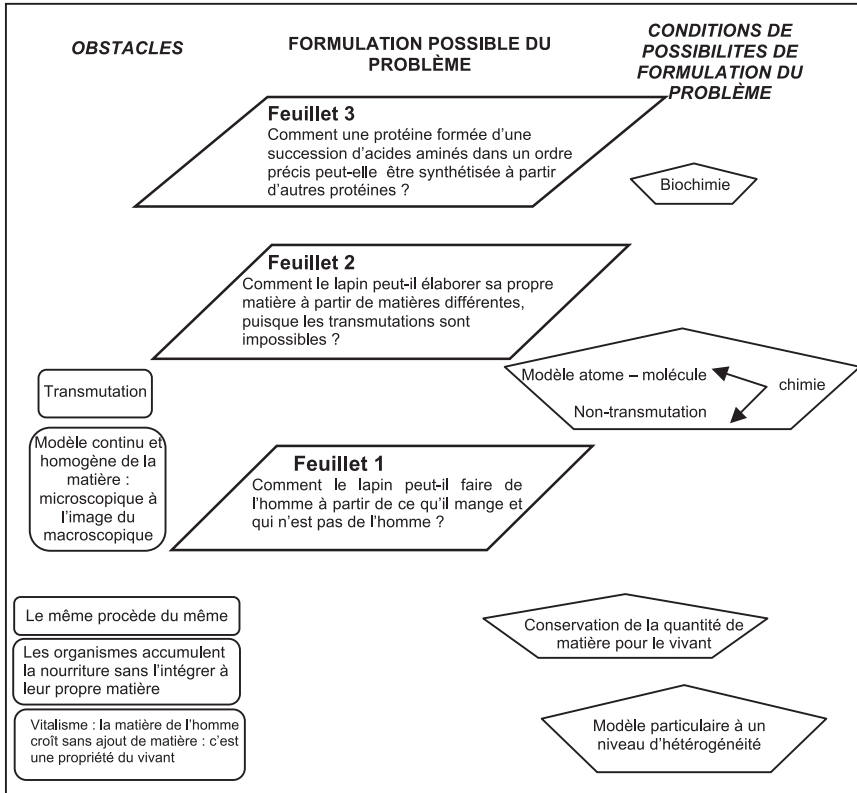 OBSTACLES
FORMULATION POSSIBLE DU
PROBLÈME
CONDITIONS DE
POSSIBILITES DE
FORMULATION DU
PROBLÈME
Feuillet 3
Comment une protéine formée d'une
succession d'acides aminés dans un ordre
précis peut-elle être synthétisée à partir
d'autres protéines ?
Biochimie
Feuillet 2
Comment le lapin peut-il élaborer sa propre
matière à partir de matières différentes,
puisque les transmutations sont
impossibles ?
Transmutation
Modèle atome – molécule
chimie
Non-transmutation
Modèle continu et
homogène de la
matière :
microscopique à
l'image du
macroscopique
Feuillet 1
Comment le lapin peut-il faire de
l'homme à partir de ce qu'il mange et
qui n'est pas de l'homme ?
Le même procède du même
Conservation de la quantité de
matière pour le vivant
Les organismes accumulent
la nourriture sans l'intégrer à
leur propre matière
Vitalisme : la matière de l'homme
croît sans ajout de matière : c'est
une propriété du vivant
Modèle particulaire à un
niveau d'hétérogénéité